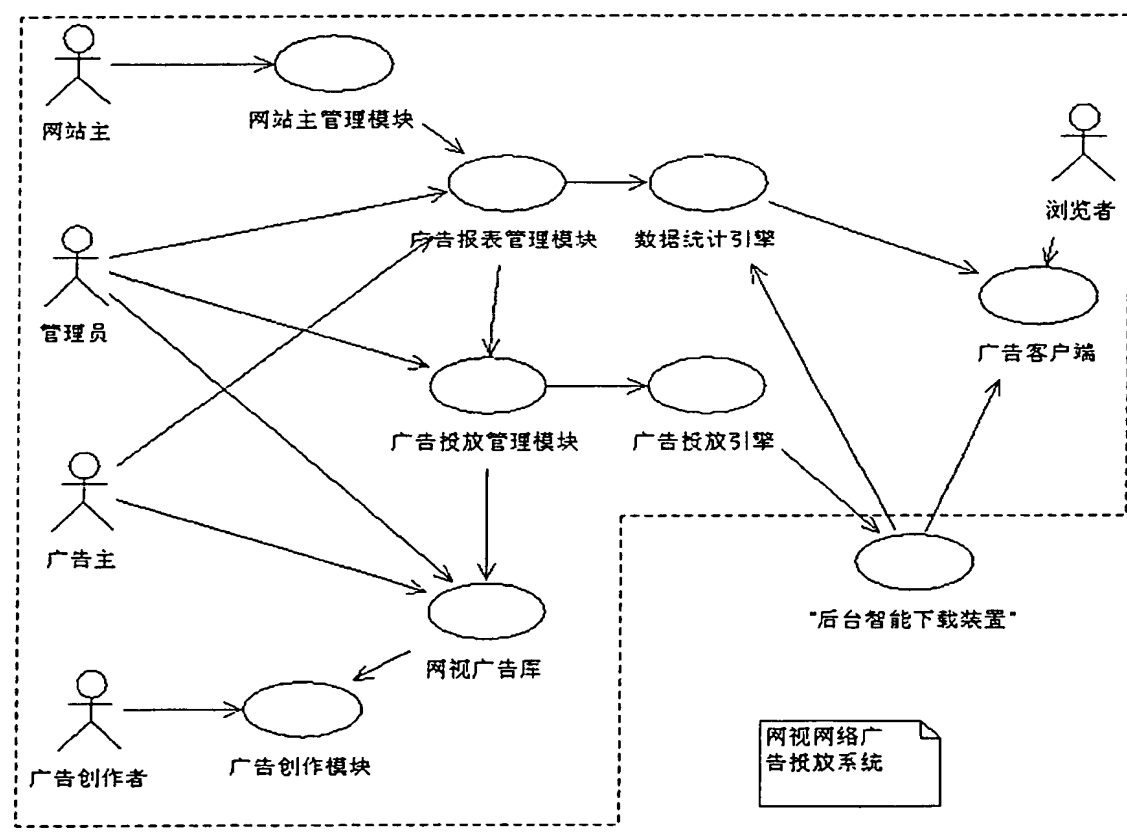 网站主
网站主管理模块
浏览者
广告报表管理模块
数据统计引擎
管理员
广告客户端
广告投放管理模块
广告投放引擎
广告主
"后台智能下载装置"
网视广告库
网视网络广
告投放系统
广告创作者
广告创作模块